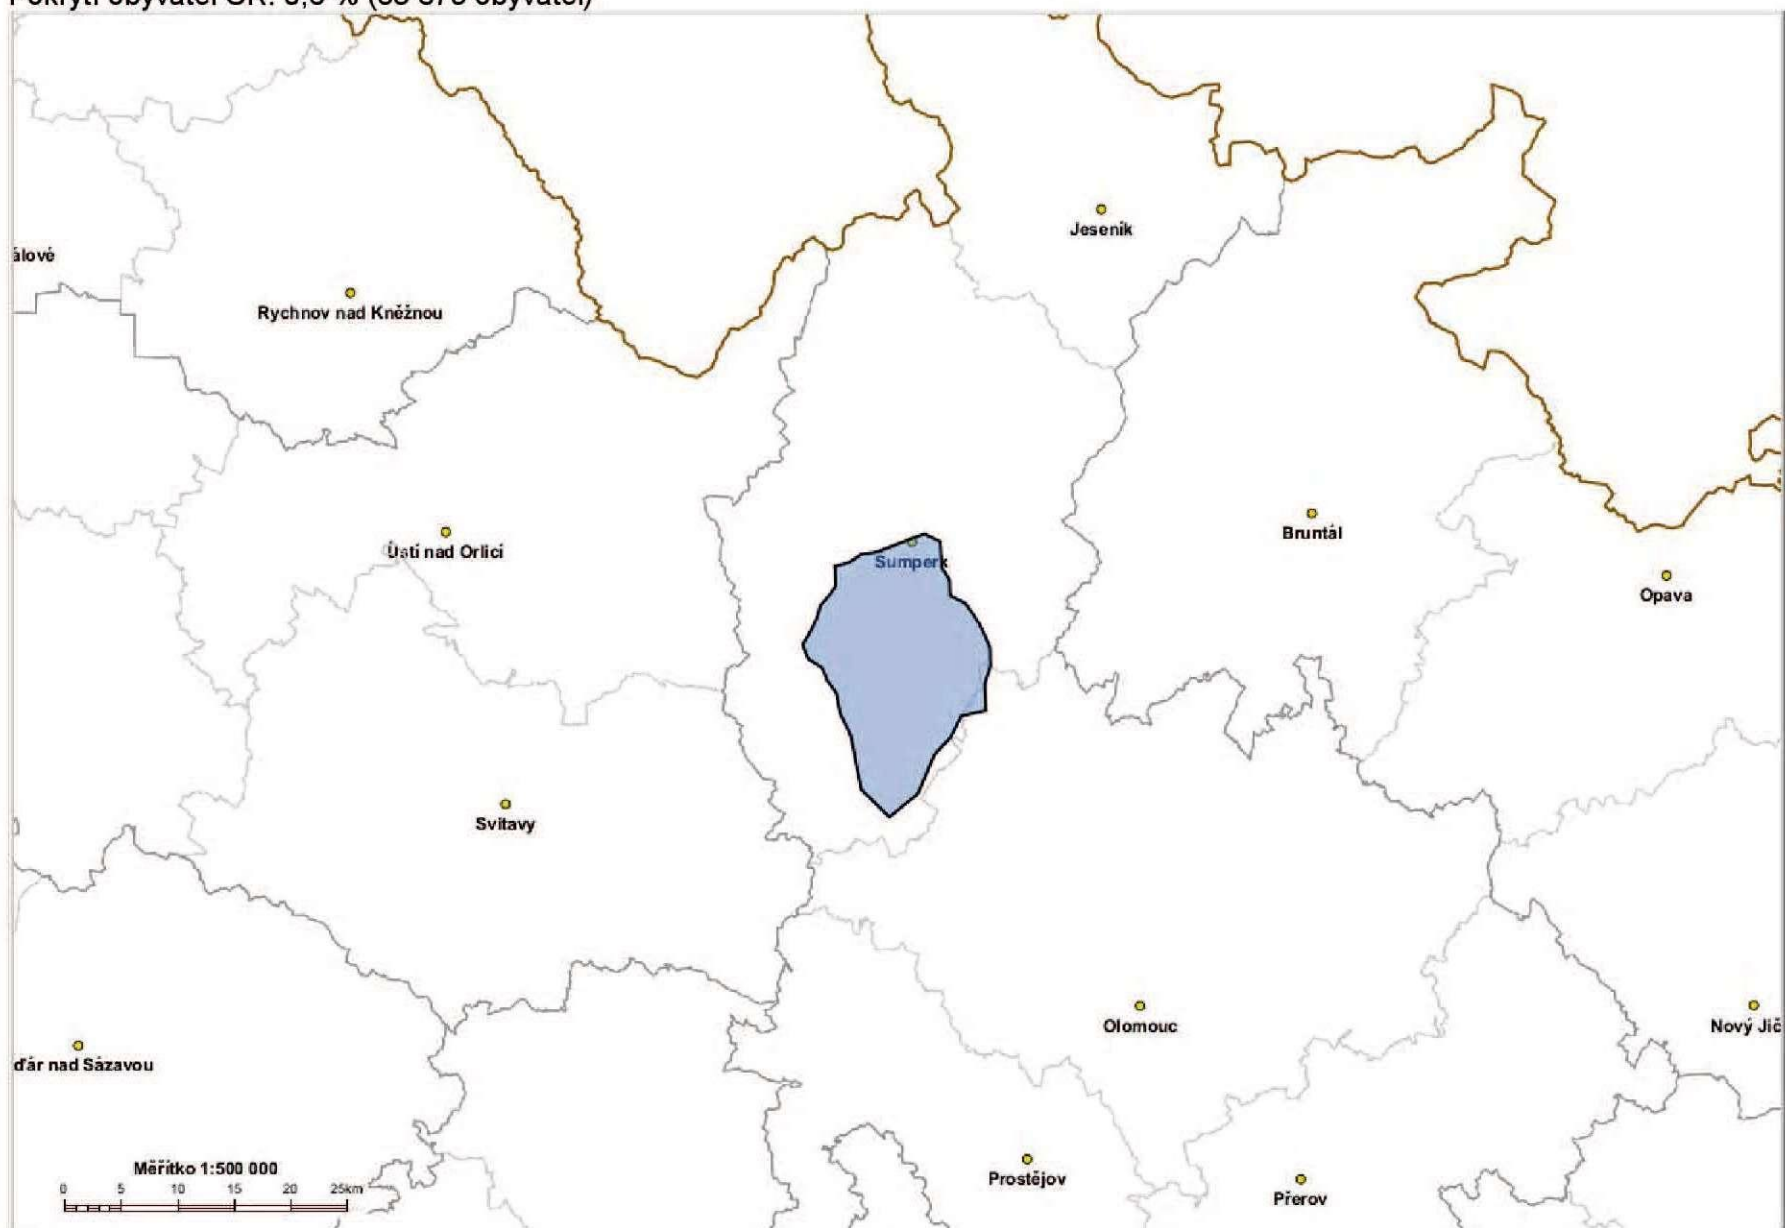 Jeseník
álové
Rychnov nad Kněžnou
Bruntál
Ústí nad Orlicí
Šumperk
Opava
Svitavy
Olomouc
Nový Jič
ďár nad Sázavou
Měřítko 1:500 000
0 5 10 15 20 25km
Prostějov
Přerov